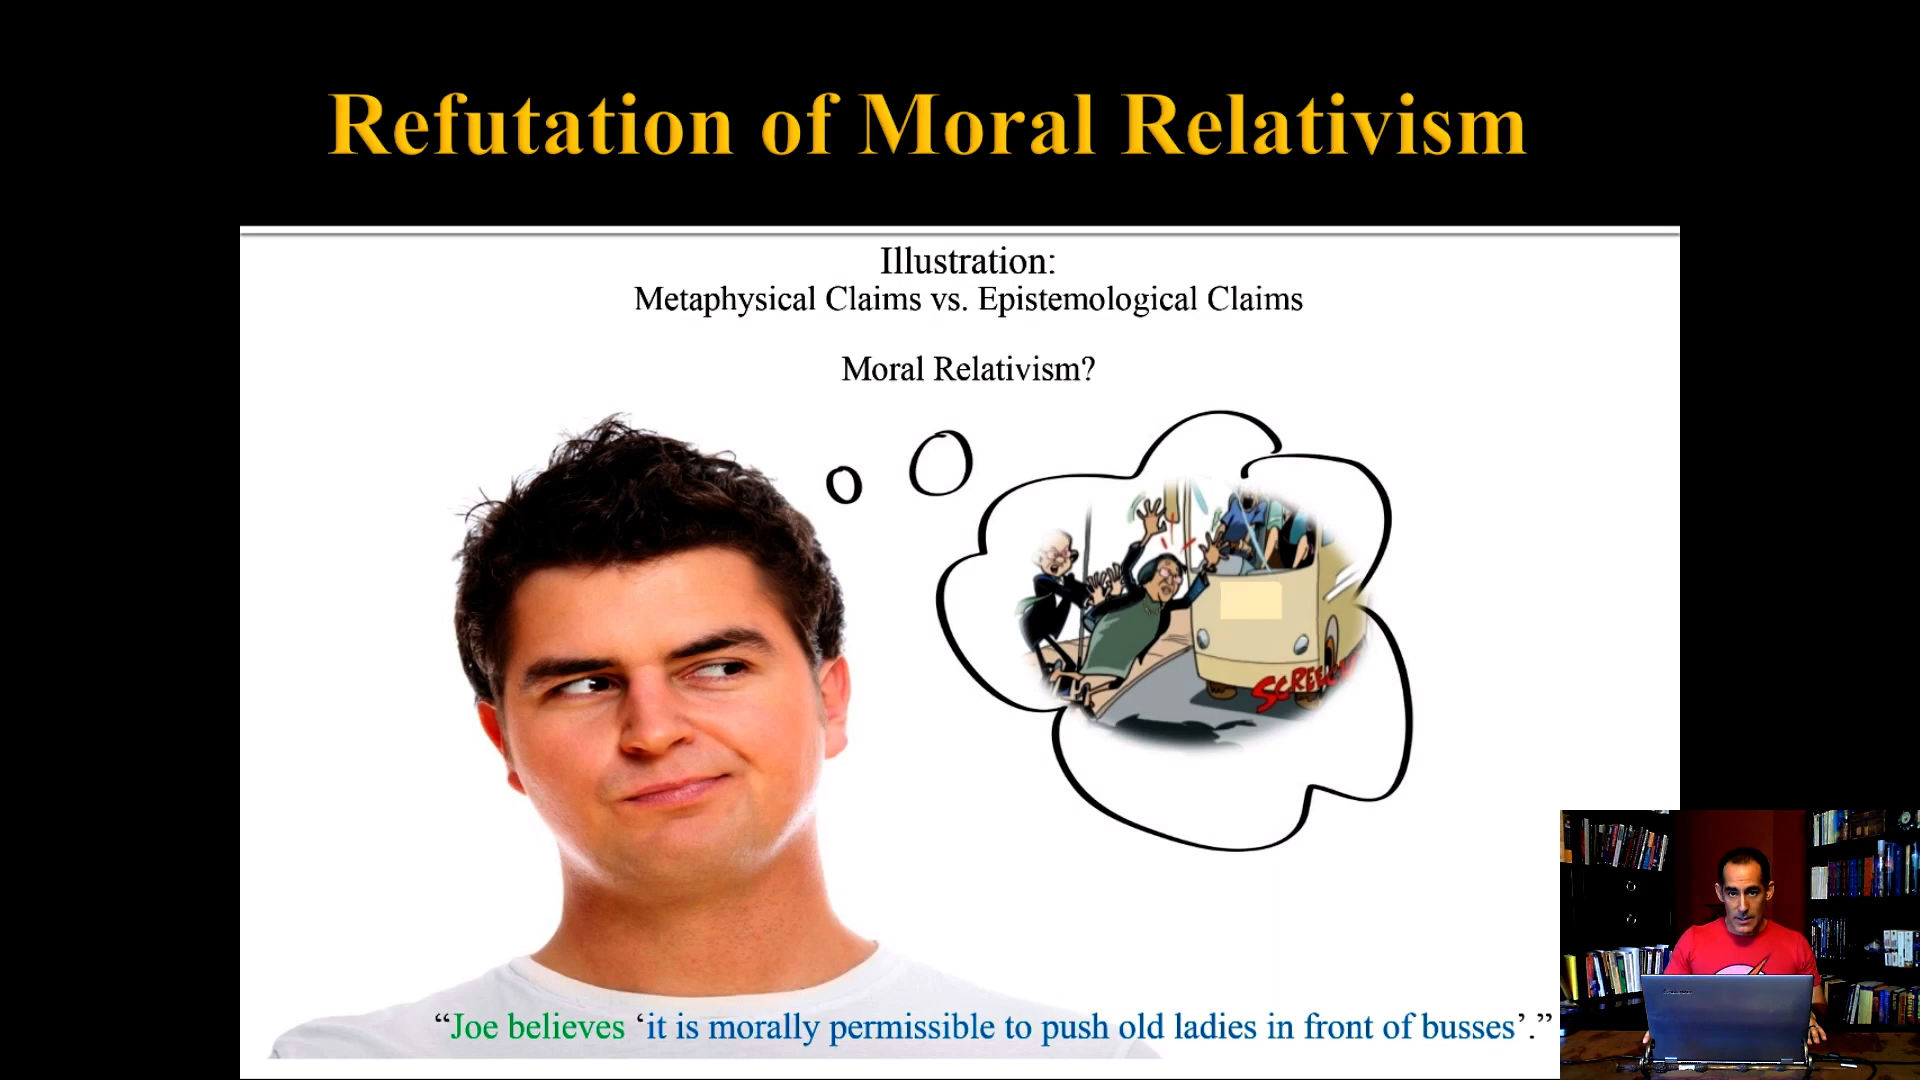 Refutation of Moral Relativism
Illustration:
Metaphysical Claims vs. Epistemological Claims
Moral Relativism?
“Joe believes ‘it is morally permissible to push old ladies in front of busses’.”